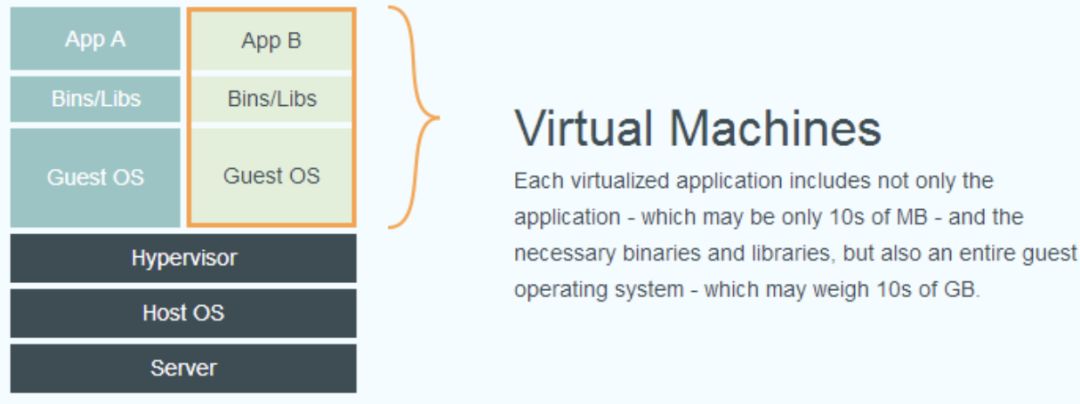 App A
App B
Bins/Libs
Bins/Libs
Guest OS
Guest OS
Hypervisor
Host OS
Server
Virtual Machines
Each virtualized application includes not only the
application - which may be only 10s of MB - and the
necessary binaries and libraries, but also an entire guest
operating system - which may weigh 10s of GB.